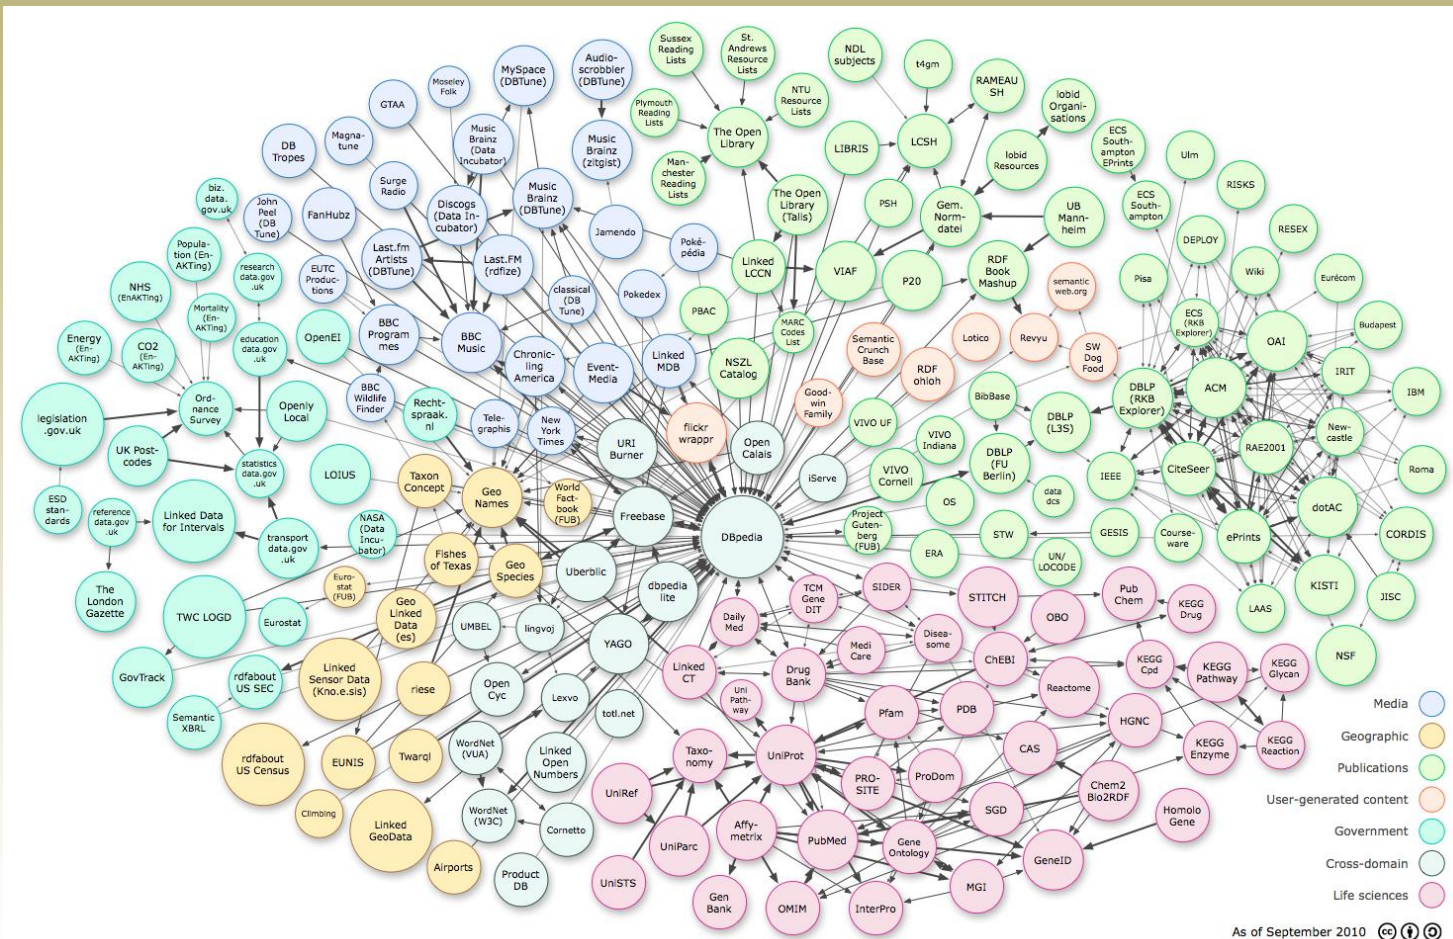 Sussex
Reading
Lists
St.
Andrews
Resource
Lists
NDL
subjects
t4gm
RAMEAU
SH
lobid
Organi-
sations
Audio-
scrobbler
(DBTune)
MySpace
(DBTune)
Moseley
Folk
GTAA
Plymouth
Reading
Lists
NTU
Resource
Lists
The Open
Library
LIBRIS
LCSH
lobid
Resources
ECS
South-
ampton
EPrints
Ulm
RISKS
Magna-
tune
DB
Tropes
Music
Brainz
(Data
Incubator)
Music
Brainz
(zitgist)
Man-
chester
Reading
Lists
The Open
Library
(Talis)
PSH
Gem.
Norm-
datei
UB
Mann-
heim
ECS
South-
ampton
RESEX
biz.
data.
gov.uk
John
Peel
(DB
Tune)
FanHubz
Surge
Radio
Discogs
(Data In-
cubator)
Music
Brainz
(DBTune)
Jamendo
Poké-
pédia
Linked
LCCN
VIAF
P20
RDF
Book
Mashup
semantic
web.org
DEPLOY
Pisa
Wiki
Eurécom
Popula-
tion (En-
AKTing)
research
data.gov
.uk
NHS
(EnAKTing)
Mortality
(En-
AKTing)
EUTC
Produc-
tions
Last.fm
Artists
(DBTune)
Last.FM
(rdfize)
classical
(DB
Tune)
Pokedex
PBAC
MARC
Codes
List
Semantic
Crunch
Base
Lotico
Revyu
SW
Dog
Food
ECS
(RKB
Explorer)
OAI
Budapest
Energy
(En-
AKTing)
CO2
(En-
AKTing)
education
data.gov
.uk
OpenEI
BBC
Program
mes
BBC
Music
Chronic-
ling
America
Event-
Media
Linked
MDB
NSZL
Catalog
RDF
ohloh
Good-
win
Family
BibBase
DBLP
(L3S)
DBLP
(RKB
Explorer)
ACM
IRIT
IBM
legislation
.gov.uk
Ord-
nance
Survey
Openly
Local
BBC
Wildlife
Finder
Recht-
spraak.
nl
Tele-
graphis
New
York
Times
URI
Burner
flickr
wrappr
Open
Calais
VIVO UF
VIVO
Indiana
DBLP
(FU
Berlin)
IEEE
CiteSeer
RAE2001
New-
castle
Roma
UK Post-
codes
statistics
data.gov
.uk
LOIUS
Taxon
Concept
Geo
Names
World
Fact-
book
(FUB)
Freebase
DBpedia
iServe
VIVO
Cornell
OS
data
dcs
ESD
stan-
dards
reference
data.gov
.uk
Linked Data
for Intervals
transport
data.gov
.uk
NASA
(Data
Incu-
bator)
Project
Guten-
berg
(FUB)
ERA
STW
GESIS
UN/
LOCODE
Course-
ware
ePrints
dotAC
CORDIS
The
London
Gazette
TWC LOGD
Eurostat
Euro-
stat
(FUB)
Fishes
of Texas
Geo
Species
Uberblic
dbpedia
lite
Geo
Linked
Data
(es)
UMBEL
lingvoj
YAGO
Daily
Med
TCM
Gene
DIT
SIDER
STITCH
OBO
Pub
Chem
KEGG
Drug
LAAS
KISTI
JISC
NSF
GovTrack
rdfabout
US SEC
Semantic
XBRL
Linked
Sensor Data
(Kno.e.sis)
riese
Open
Cyc
Lexvo
totl.net
Linked
CT
Uni
Path-
way
Drug
Bank
Medi
Care
Disea-
some
ChEBI
Reactome
KEGG
Cpd
KEGG
Pathway
KEGG
Glycan
rdfabout
US Census
EUNIS
Twarql
WordNet
(VUA)
Linked
Open
Numbers
Taxo-
nomy
UniProt
Pfam
PDB
CAS
HGNC
KEGG
Enzyme
KEGG
Reaction
Climbing
Linked
GeoData
Airports
WordNet
(W3C)
Cornetto
Product
DB
UniRef
UniParc
UniSTS
Affy-
metrix
Gen
Bank
PubMed
OMIM
PRO-
SITE
ProDom
Gene
Ontology
InterPro
SGD
MGI
Chem2
Bio2RDF
GeneID
Homolo
Gene
Media
Geographic
Publications
User-generated content
Government
Cross-domain
Life sciences
As of September 2010